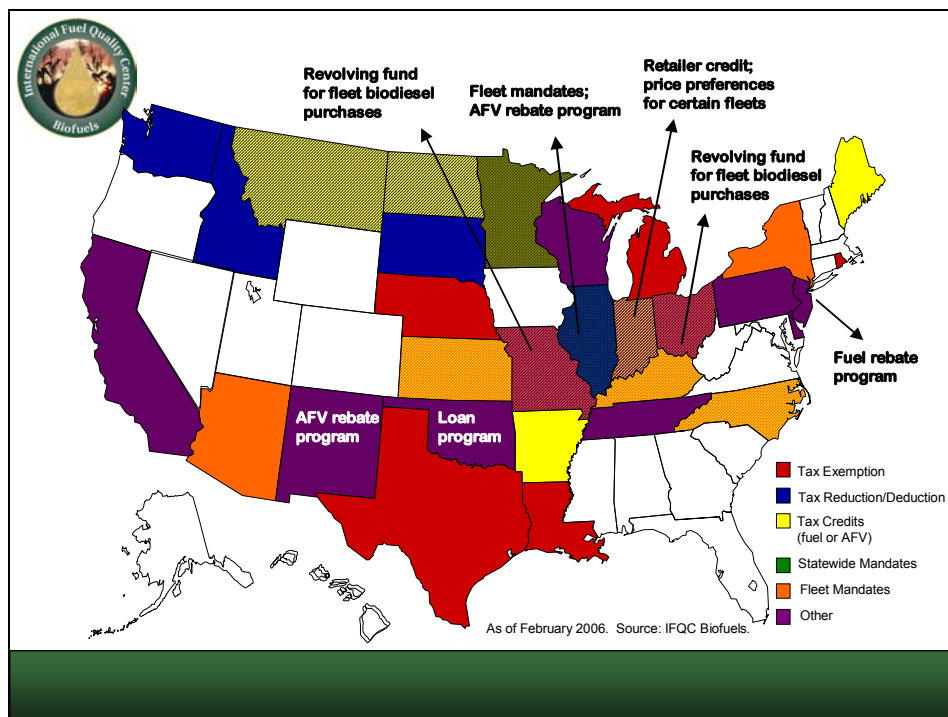 International Fuel Quality Center
Biofuels
Revolving fund
for fleet biodiesel
purchases
Fleet mandates;
AFV rebate program
Retailer credit;
price preferences
for certain fleets
Revolving fund
for fleet biodiesel
purchases
Fuel rebate
program
AFV rebate
program
Loan
program
Tax Exemption
Tax Reduction/Deduction
Tax Credits
(fuel or AFV)
Statewide Mandates
Fleet Mandates
Other
As of February 2006. Source: IFQC Biofuels.